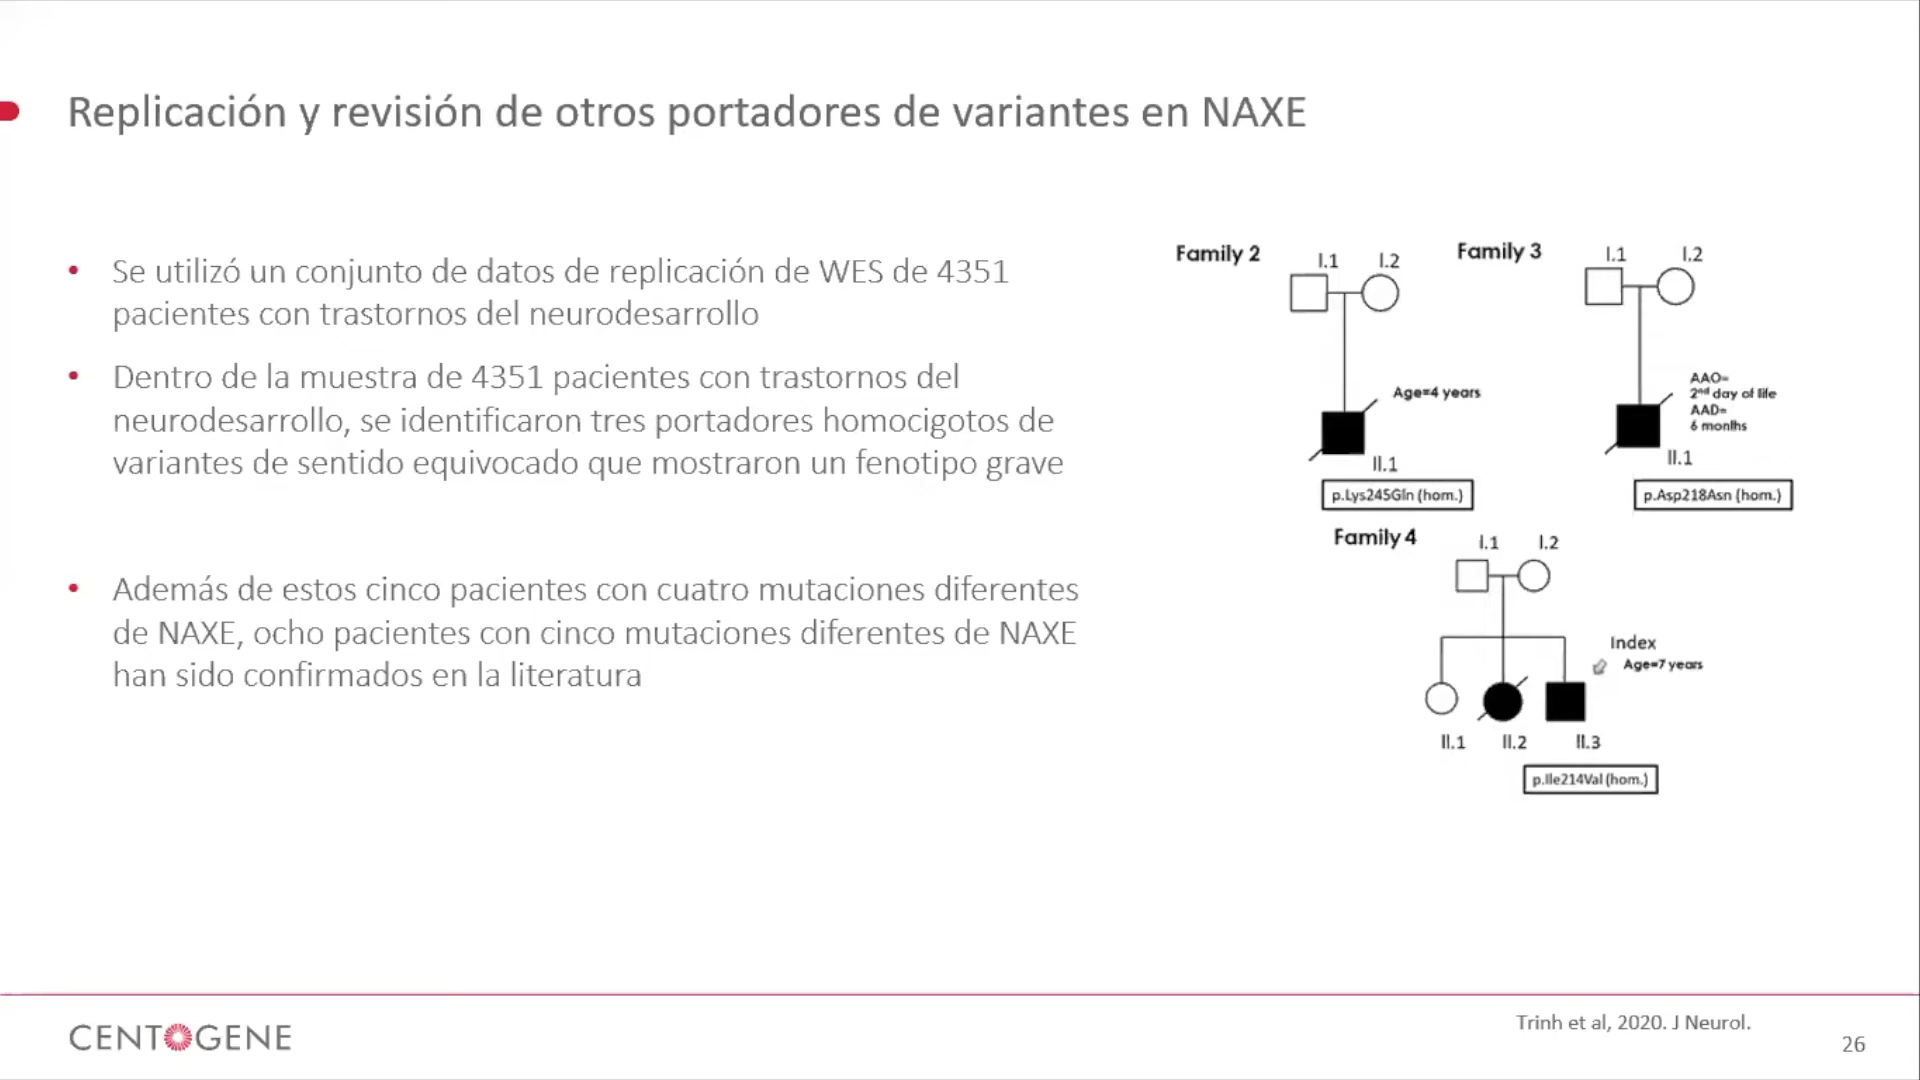 Replicación y revisión de otros portadores de variantes en NAXE
• Se utilizó un conjunto de datos de replicación de WES de 4351
pacientes con trastornos del neurodesarrollo
• Dentro de la muestra de 4351 pacientes con trastornos del
neurodesarrollo, se identificaron tres portadores homocigotos de
variantes de sentido equivocado que mostraron un fenotipo grave
• Además de estos cinco pacientes con cuatro mutaciones diferentes
de NAXE, ocho pacientes con cinco mutaciones diferentes de NAXE
han sido confirmados en la literatura
Family 2
I.1 I.2
Age=4 years
II.1
p.Lys245Gln (hom.)
Family 3
I.1 I.2
AAO=
2nd day of life
AAD=
6 months
II.1
p.Asp218Asn (hom.)
Family 4
I.1 I.2
Index
Age=7 years
II.1 II.2 II.3
p.Ile214Val (hom.)
CENTOGENE
Trinh et al, 2020. J Neurol.
26